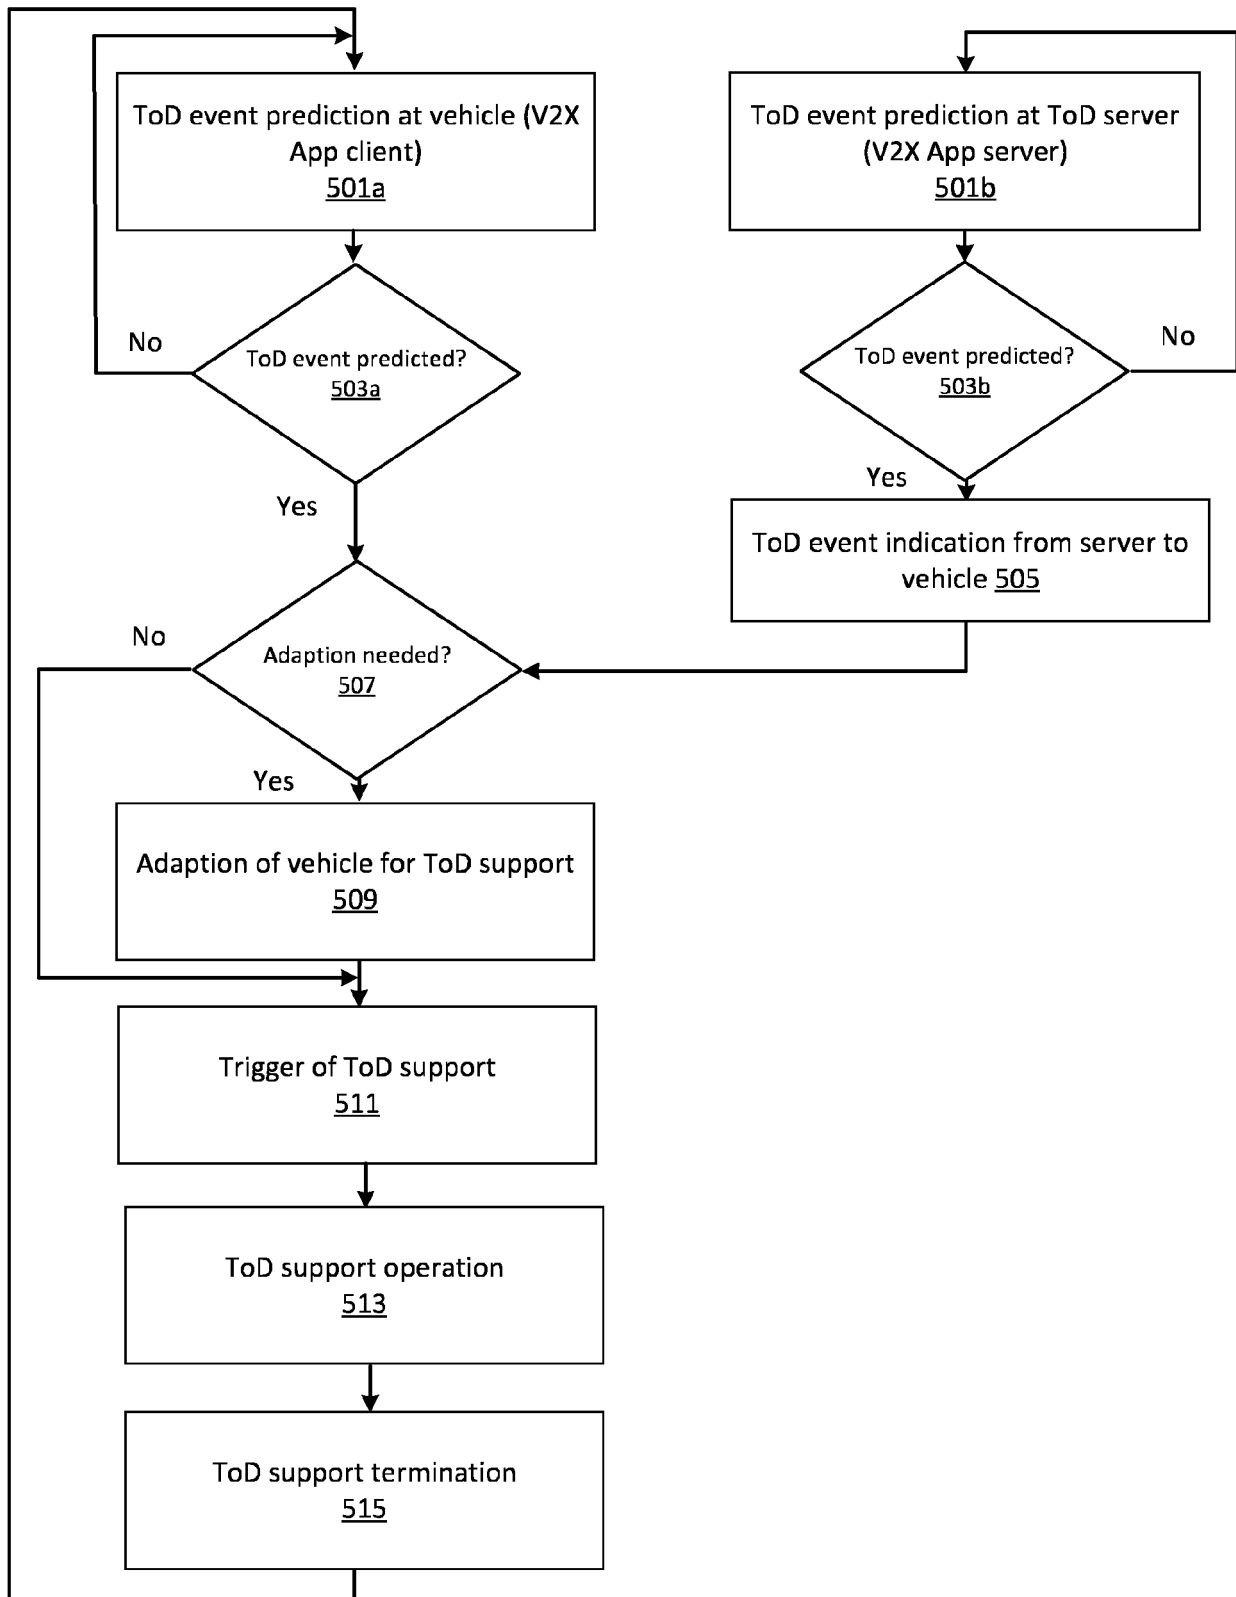 ToD event prediction at vehicle (V2X
App client)
501a
ToD event prediction at ToD server
(V2X App server)
501b
No
ToD event predicted?
503a
Yes
ToD event predicted?
503b
No
Yes
ToD event indication from server to
vehicle 505
No
Adaption needed?
507
Yes
Adaption of vehicle for ToD support
509
Trigger of ToD support
511
ToD support operation
513
ToD support termination
515